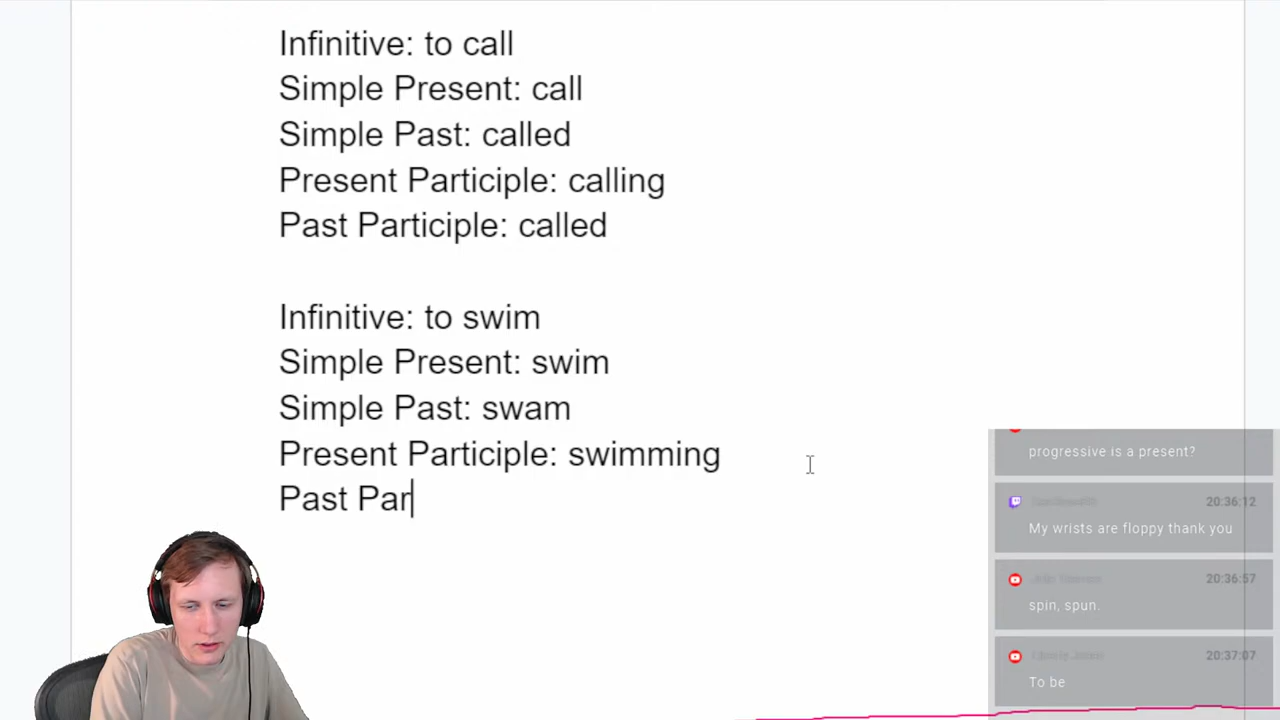 Infinitive: to call
Simple Present: call
Simple Past: called
Present Participle: calling
Past Participle: called
Infinitive: to swim
Simple Present: swim
Simple Past: swam
Present Participle: swimming
Past Par
progressive is a present?
20:36:12
My wrists are floppy thank you
20:36:57
spin, spun.
20:37:07
To be